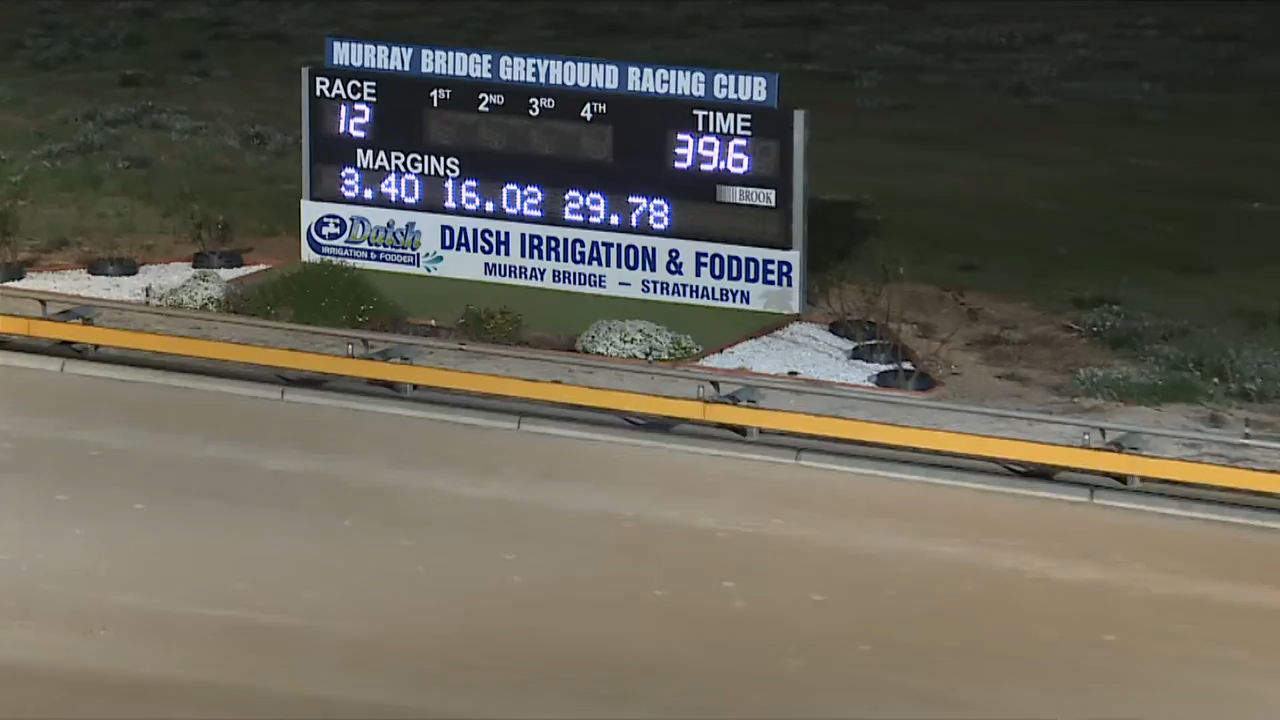 MURRAY BRIDGE GREYHOUND RACING CLUB
RACE 1ST 2ND 3RD 4TH TIME
12 39.6
MARGINS
3.40 16.02 29.78 BROOK
Daish
IRRIGATION & FODDER
DAISH IRRIGATION & FODDER
MURRAY BRIDGE — STRATHALBYN